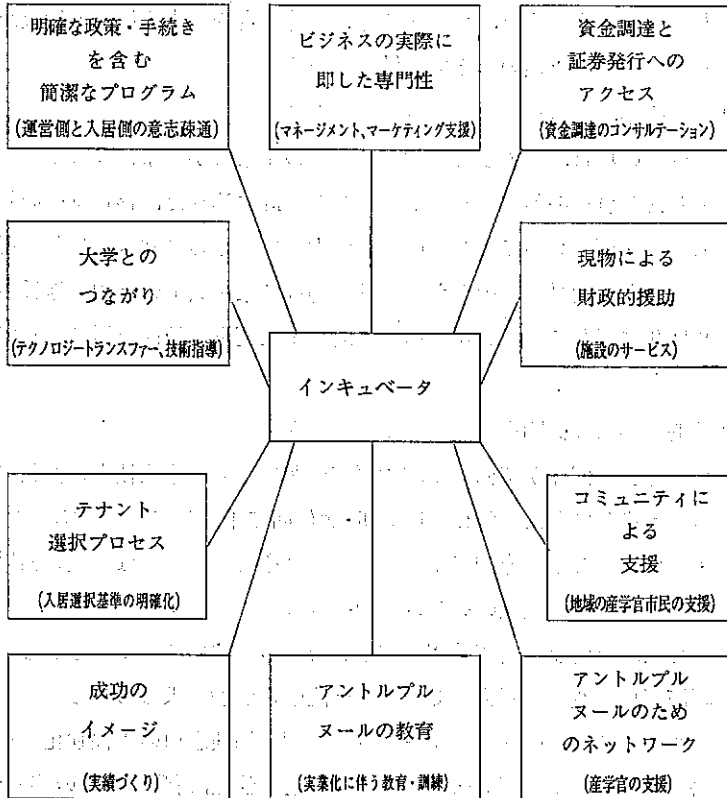 明確な政策・手続き
を含む
簡潔なプログラム
(運営側と入居側の意志疎通)
ビジネスの実際に
即した専門性
(マネージメント、マーケティング支援)
資金調達と
証券発行への
アクセス
(資金調達のコンサルテーション)
大学との
つながり
(テクノロジートランスファー、技術指導)
現物による
財政的援助
(施設のサービス)
インキュベータ
テナント
選択プロセス
(入居選択基準の明確化)
コミュニティに
よる
支援
(地域の産学官市民の支援)
成功の
イメージ
(実績づくり)
アントルプル
ヌールの教育
(実業化に伴う教育・訓練)
アントルプル
ヌールのため
のネットワーク
(産学官の支援)